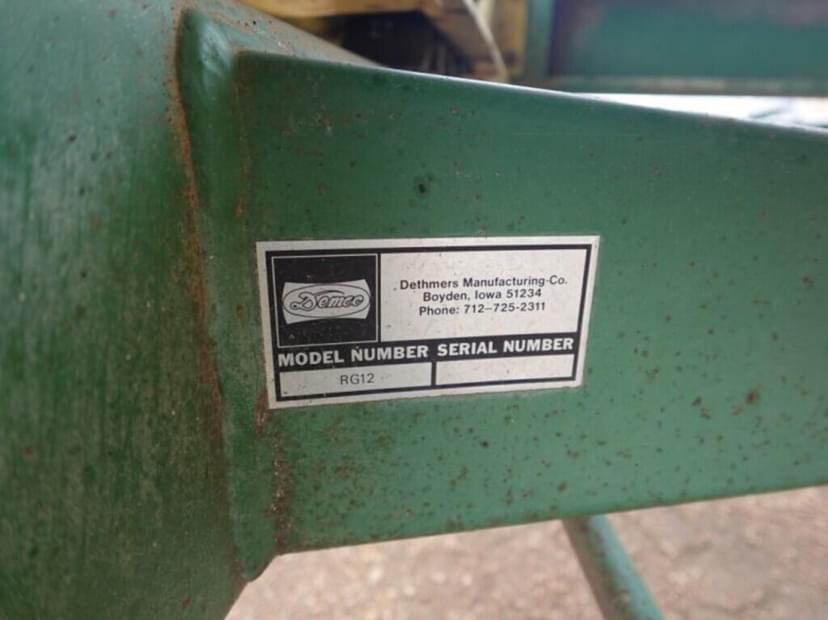 Demco
Dethmers Manufacturing Co.
Boyden, Iowa 51234
Phone: 712-725-2311
MODEL NUMBER SERIAL NUMBER
RG12